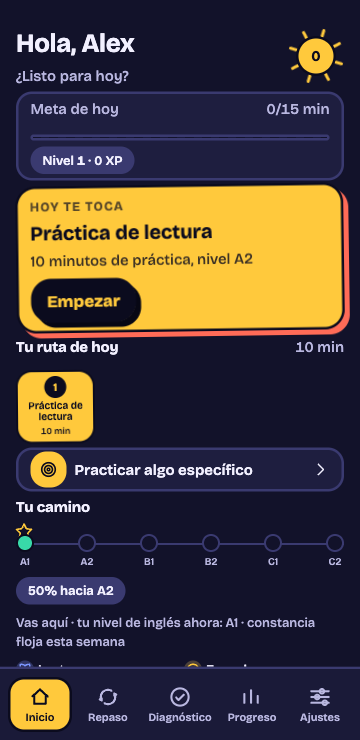 Hola, Alex
0
¿Listo para hoy?
Meta de hoy 0/15 min
Nivel 1 · 0 XP
HOY TE TOCA
Práctica de lectura
10 minutos de práctica, nivel A2
Empezar
Tu ruta de hoy 10 min
1
Práctica de
lectura
10 min
Practicar algo específico
Tu camino
A1 A2 B1 B2 C1 C2
50% hacia A2
Vas aquí · tu nivel de inglés ahora: A1 · constancia
floja esta semana
Inicio Repaso Diagnóstico Progreso Ajustes